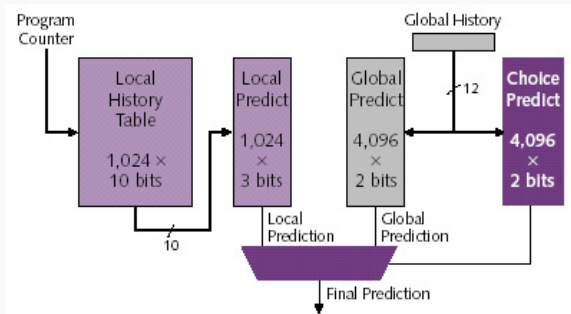 Program
Counter
Global History
Local
History
Table
1,024 ×
10 bits
Local
Predict
1,024
×
3 bits
Global
Predict
4,096
×
2 bits
12
Choice
Predict
4,096
×
2 bits
10
Local
Prediction
Global
Prediction
Final Prediction